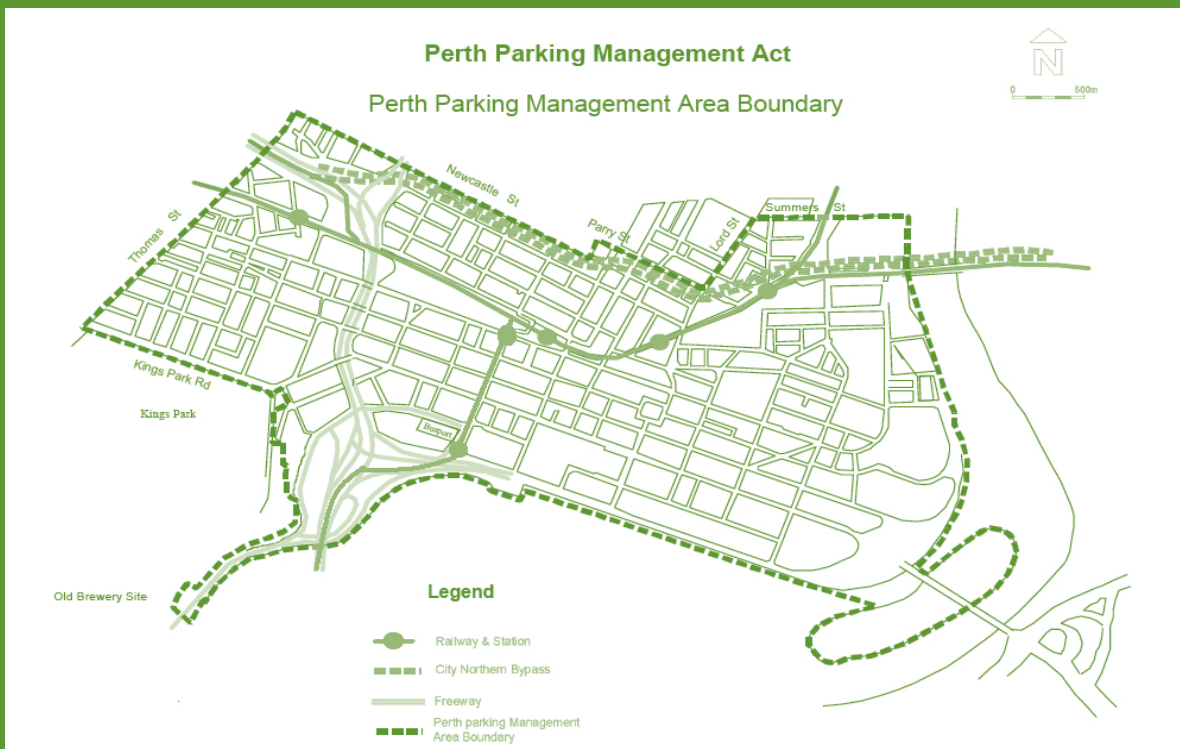 Perth Parking Management Act
Perth Parking Management Area Boundary
N
0 500m
Newcastle St
Parry St
Lord St
Summers St
Thomas St
Kings Park Rd
Kings Park
Busport
Old Brewery Site
Legend
Railway & Station
City Northern Bypass
Freeway
Perth parking Management
Area Boundary